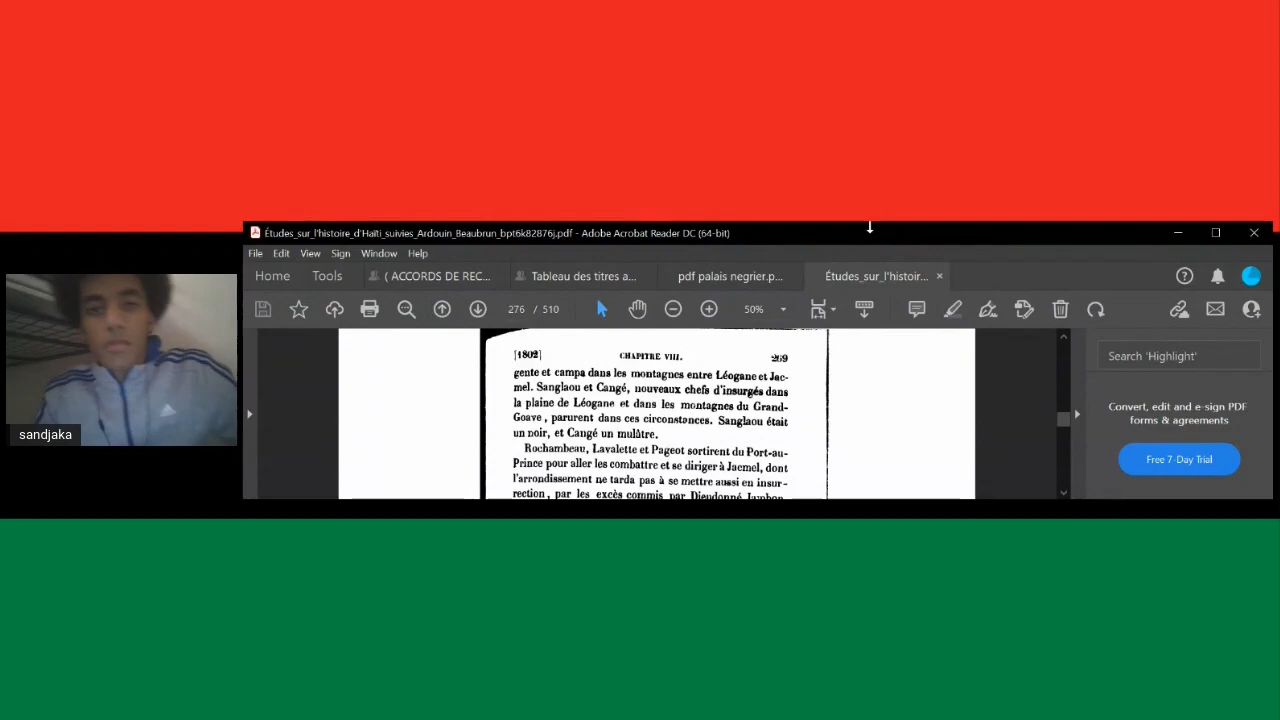 Études_sur_l'histoire_d'Haïti_suivies_Ardouin_Beaubrun_bpt6k82876j.pdf - Adobe Acrobat Reader DC (64-bit)
File Edit View Sign Window Help
Home Tools ( ACCORDS DE REC... Tableau des titres a... pdf palais negrier.p... Études_sur_l'histoir... ×
276 / 510 50%
[1802] CHAPITRE VIII. 269
gente et campa dans les montagnes entre Léogane et Jac-
mel. Sanglaou et Cangé, nouveaux chefs d'insurgés dans
la plaine de Léogane et dans les montagnes du Grand-
Goave, parurent dans ces circonstances. Sanglaou était
un noir, et Cangé un mulâtre.
Rochambeau, Lavalette et Pageot sortirent du Port-au-
Prince pour aller les combattre et se diriger à Jacmel, dont
l'arrondissement ne tarda pas à se mettre aussi en insur-
rection, par les excès commis par Dieudonné Jambon
Search 'Highlight'
Convert, edit and e-sign PDF
forms & agreements
Free 7-Day Trial
adidas
sandjaka